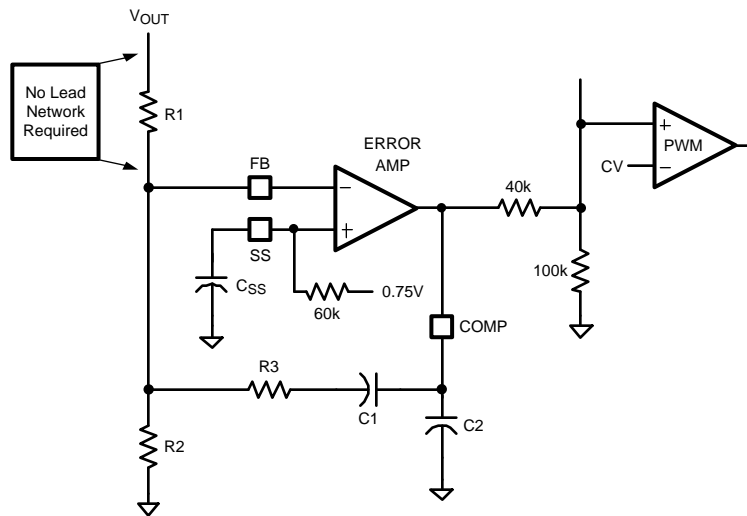 VOUT
No Lead
Network
Required
R1
FB
ERROR
AMP
−
+
SS
CSS
60k
0.75V
40k
100k
+
−
PWM
CV
COMP
R3
C1
C2
R2